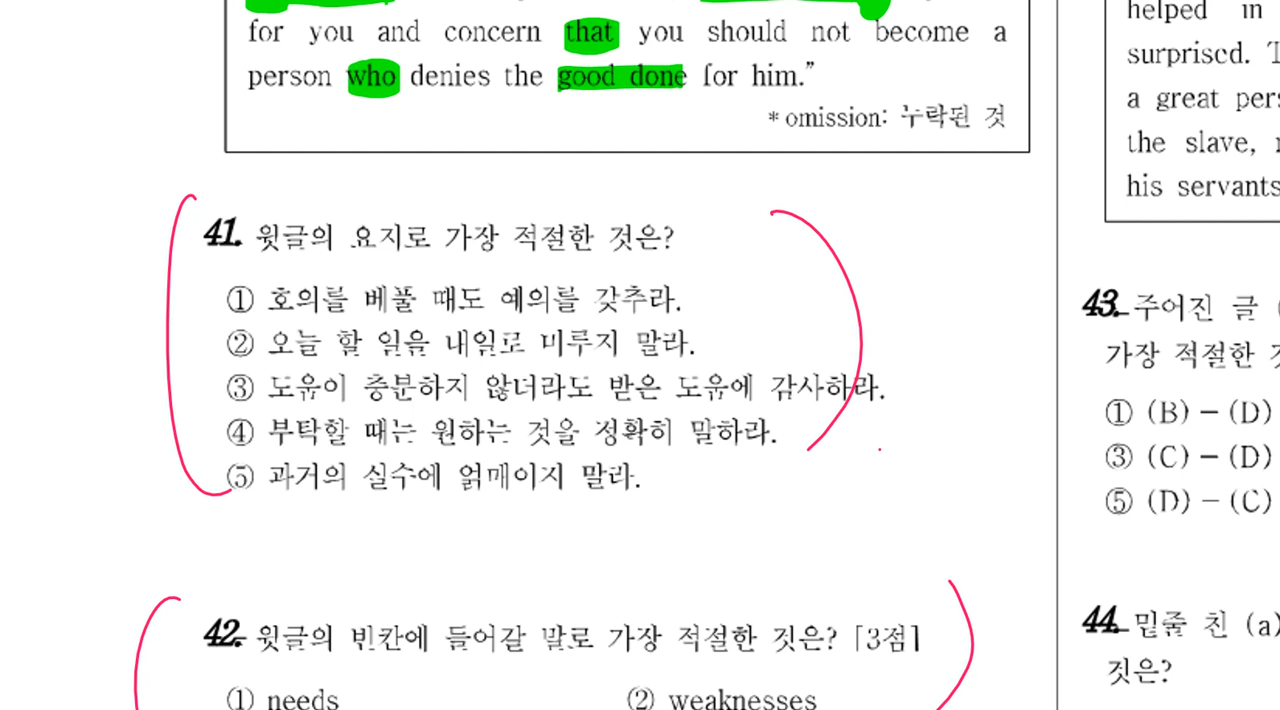 for you and concern that you should not become a
person who denies the good done for him.”
* omission: 누락된 것
41. 윗글의 요지로 가장 적절한 것은?
① 호의를 베풀 때도 예의를 갖추라.
② 오늘 할 일을 내일로 미루지 말라.
③ 도움이 충분하지 않더라도 받은 도움에 감사하라.
④ 부탁할 때는 원하는 것을 정확히 말하라.
⑤ 과거의 실수에 얽매이지 말라.
42. 윗글의 빈칸에 들어갈 말로 가장 적절한 것은? [3점]
① needs ② weaknesses
helped in
surprised.
a great
the slave,
his servants
43. 주어진 글
가장 적절한
① (B) - (D)
③ (C) - (D)
⑤ (D) - (C)
44. 밑줄 친 (a)
것은?